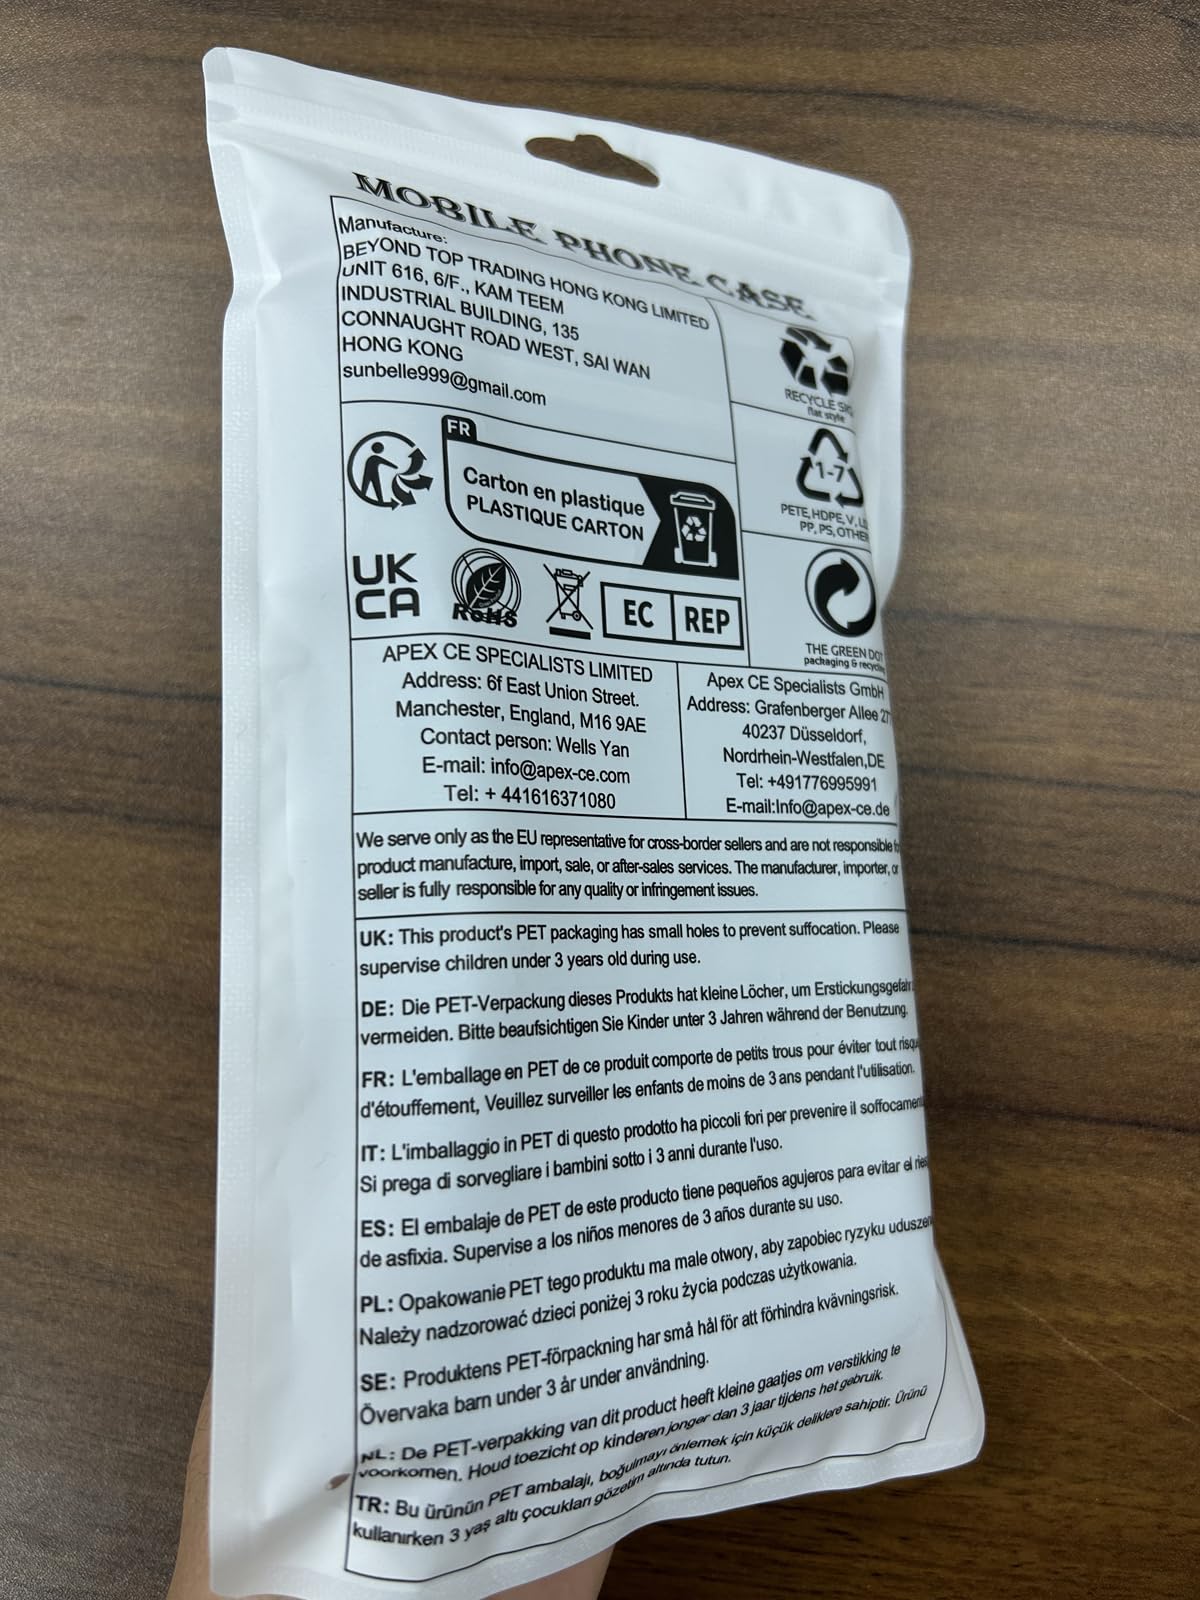 MOBILE PHONE CASE
Manufacture:
BEYOND TOP TRADING HONG KONG LIMITED
UNIT 616, 6/F., KAM TEEM
INDUSTRIAL BUILDING, 135
CONNAUGHT ROAD WEST, SAI WAN
HONG KONG
sunbelle999@gmail.com
RECYCLE
flat style
1-7
PETE, HDPE, V,
PP, PS, OTHER
THE GREEN DOT
packaging &
FR
Carton en plastique
PLASTIQUE CARTON
UK
CA
RoHS
EC REP
APEX CE SPECIALISTS LIMITED
Address: 6f East Union Street.
Manchester, England, M16 9AE
Contact person: Wells Yan
E-mail: info@apex-ce.com
Tel: + 441616371080
Apex CE Specialists GmbH
Address: Grafenberger Allee
40237 Düsseldorf,
Nordrhein-Westfalen,DE
Tel: +491776995991
E-mail:Info@apex-ce.de
We serve only as the EU representative for cross-border sellers and are not responsible
product manufacture, import, sale, or after-sales services. The manufacturer, importer, or
seller is fully responsible for any quality or infringement issues.
UK: This product's PET packaging has small holes to prevent suffocation. Please
supervise children under 3 years old during use.
DE: Die PET-Verpackung dieses Produkts hat kleine Löcher, um Erstickungsgefahr
vermeiden. Bitte beaufsichtigen Sie Kinder unter 3 Jahren während der Benutzung.
FR: L'emballage en PET de ce produit comporte de petits trous pour éviter tout
d'étouffement, Veuillez surveiller les enfants de moins de 3 ans pendant l'utilisation.
IT: L'imballaggio in PET di questo prodotto ha piccoli fori per prevenire il
Si prega di sorvegliare i bambini sotto i 3 anni durante l'uso.
ES: El embalaje de PET de este producto tiene pequeños agujeros para evitar el
de asfixia. Supervise a los niños menores de 3 años durante su uso.
PL: Opakowanie PET tego produktu ma małe otwory, aby zapobiec ryzyku
Należy nadzorować dzieci poniżej 3 roku życia podczas użytkowania.
SE: Produktens PET-förpackning har små hål för att förhindra kvävningsrisk.
Övervaka barn under 3 år under användning.
NL: De PET-verpakking van dit product heeft kleine gaatjes om verstikking te
voorkomen. Houd toezicht op kinderen jonger dan 3 jaar tijdens het gebruik.
TR: Bu ürünün PET ambalajı, boğulmayı önlemek için küçük deliklere sahiptir. Ürünü
kullanırken 3 yaş altı çocukları gözetim altında tutun.